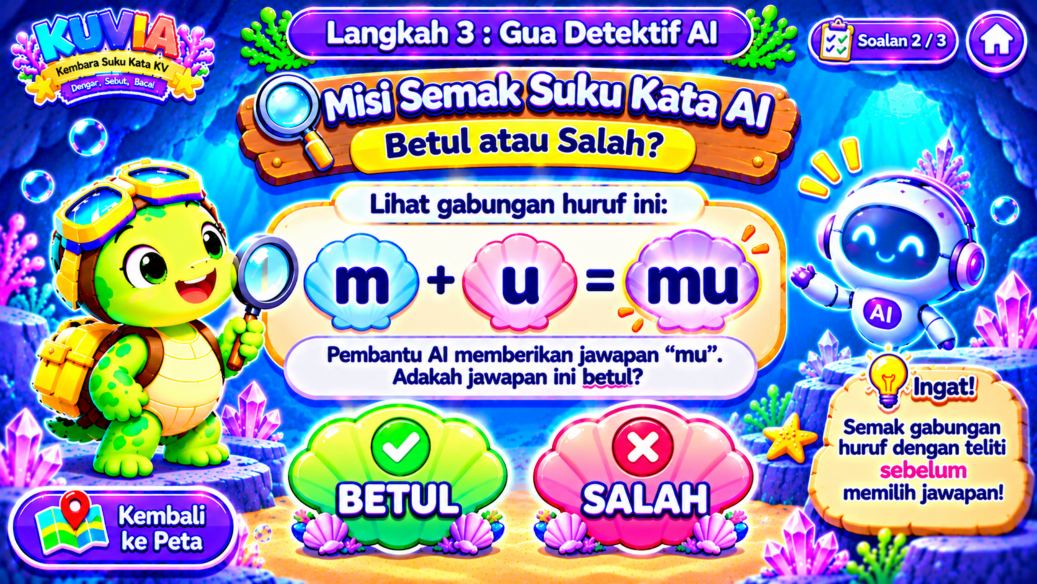 KUVIA
Kembara Suku Kata KV
Dengar, Sebut, Baca!
Langkah 3 : Gua Detektif AI
Soalan 2 / 3
Misi Semak Suku Kata AI
Betul atau Salah?
Lihat gabungan huruf ini:
m + u = mu
Pembantu AI memberikan jawapan “mu”.
Adakah jawapan ini betul?
AI
Ingat!
Semak gabungan
huruf dengan teliti
sebelum
memilih jawapan!
BETUL
SALAH
Kembali
ke Peta